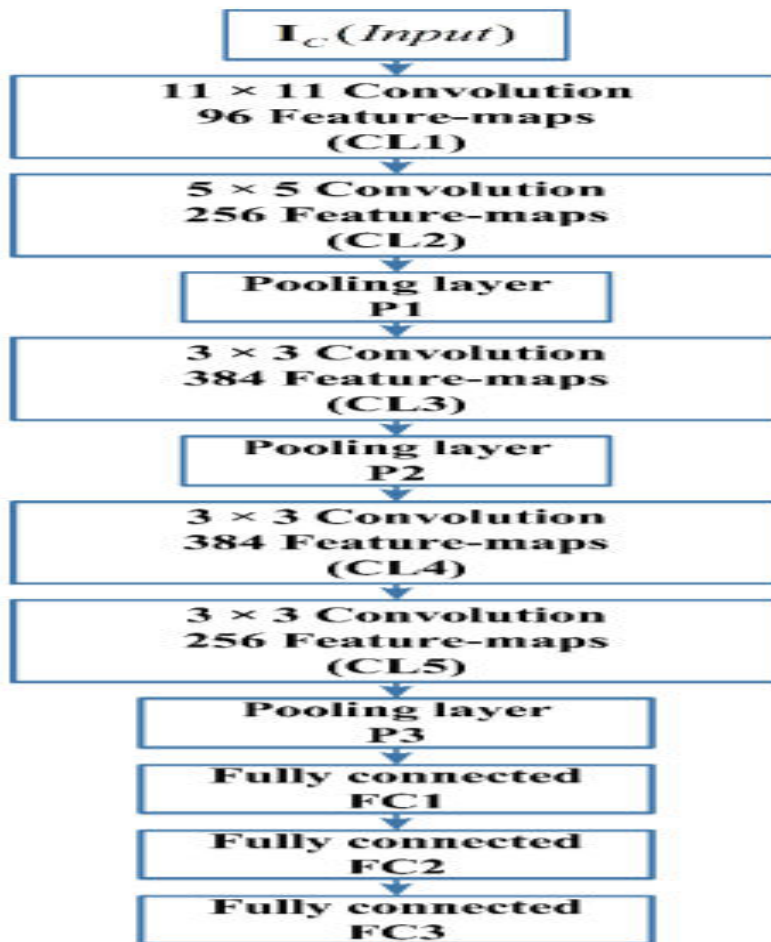 I_C (Input)
11 × 11 Convolution
96 Feature-maps
(CL1)
5 × 5 Convolution
256 Feature-maps
(CL2)
Pooling layer
P1
3 × 3 Convolution
384 Feature-maps
(CL3)
Pooling layer
P2
3 × 3 Convolution
384 Feature-maps
(CL4)
3 × 3 Convolution
256 Feature-maps
(CL5)
Pooling layer
P3
Fully connected
FC1
Fully connected
FC2
Fully connected
FC3